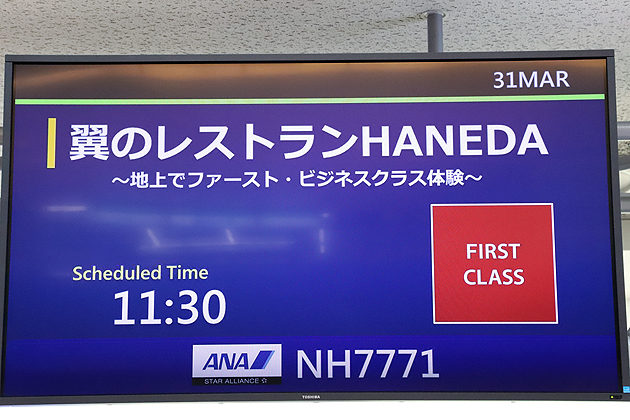 31MAR
翼のレストランHANEDA
～地上でファースト・ビジネスクラス体験～
FIRST
CLASS
Scheduled Time
11:30
ANA
STAR ALLIANCE
NH7771
TOSHIBA